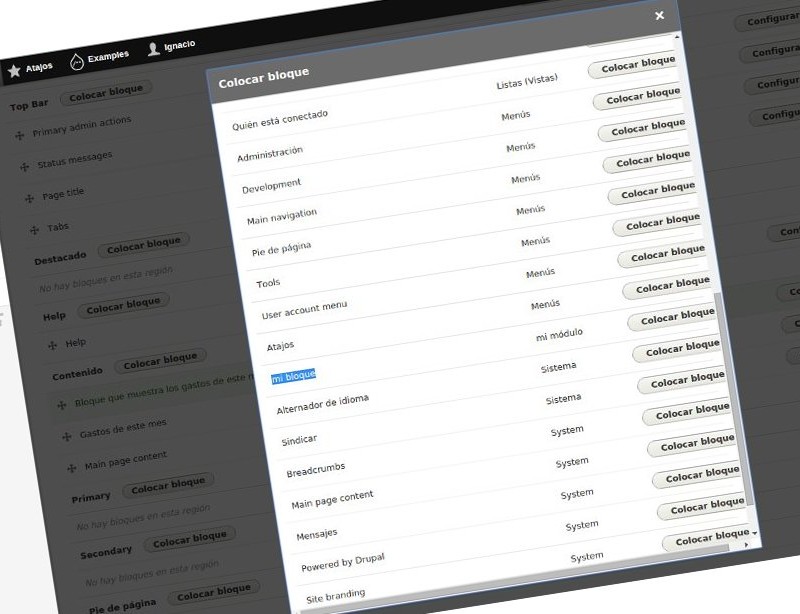 Atajos
Examples
Ignacio
Top Bar
Colocar bloque
Primary admin actions
Status messages
Page title
Tabs
Destacado
Colocar bloque
No hay bloques en esta región
Help
Colocar bloque
Help
Contenido
Colocar bloque
Bloque que muestra los gastos de este
Gastos de este mes
Main page content
Primary
Colocar bloque
No hay bloques en esta región
Secondary
Colocar bloque
No hay bloques en esta región
Pie de página
Colocar bloque
Colocar bloque
Quién está conectado Listas (Vistas) Colocar bloque
Administración Menús Colocar bloque
Development Menús Colocar bloque
Main navigation Menús Colocar bloque
Pie de página Menús Colocar bloque
Tools Menús Colocar bloque
User account menu Menús Colocar bloque
Atajos Menús Colocar bloque
mi bloque mi módulo Colocar bloque
Alternador de idioma Sistema Colocar bloque
Sindicar Sistema Colocar bloque
Breadcrumbs System Colocar bloque
Main page content System Colocar bloque
Mensajes System Colocar bloque
Powered by Drupal System Colocar bloque
Site branding System Colocar bloque
Configurar